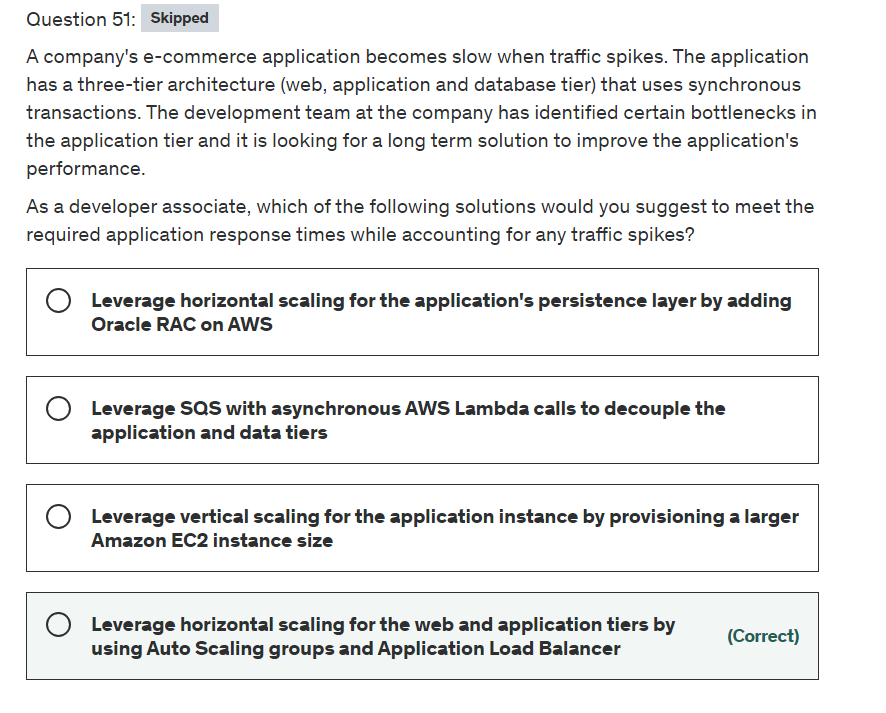 Question 51: Skipped
A company's e-commerce application becomes slow when traffic spikes. The application
has a three-tier architecture (web, application and database tier) that uses synchronous
transactions. The development team at the company has identified certain bottlenecks in
the application tier and it is looking for a long term solution to improve the application's
performance.
As a developer associate, which of the following solutions would you suggest to meet the
required application response times while accounting for any traffic spikes?
Leverage horizontal scaling for the application's persistence layer by adding
Oracle RAC on AWS
Leverage SQS with asynchronous AWS Lambda calls to decouple the
application and data tiers
Leverage vertical scaling for the application instance by provisioning a larger
Amazon EC2 instance size
Leverage horizontal scaling for the web and application tiers by
using Auto Scaling groups and Application Load Balancer
(Correct)